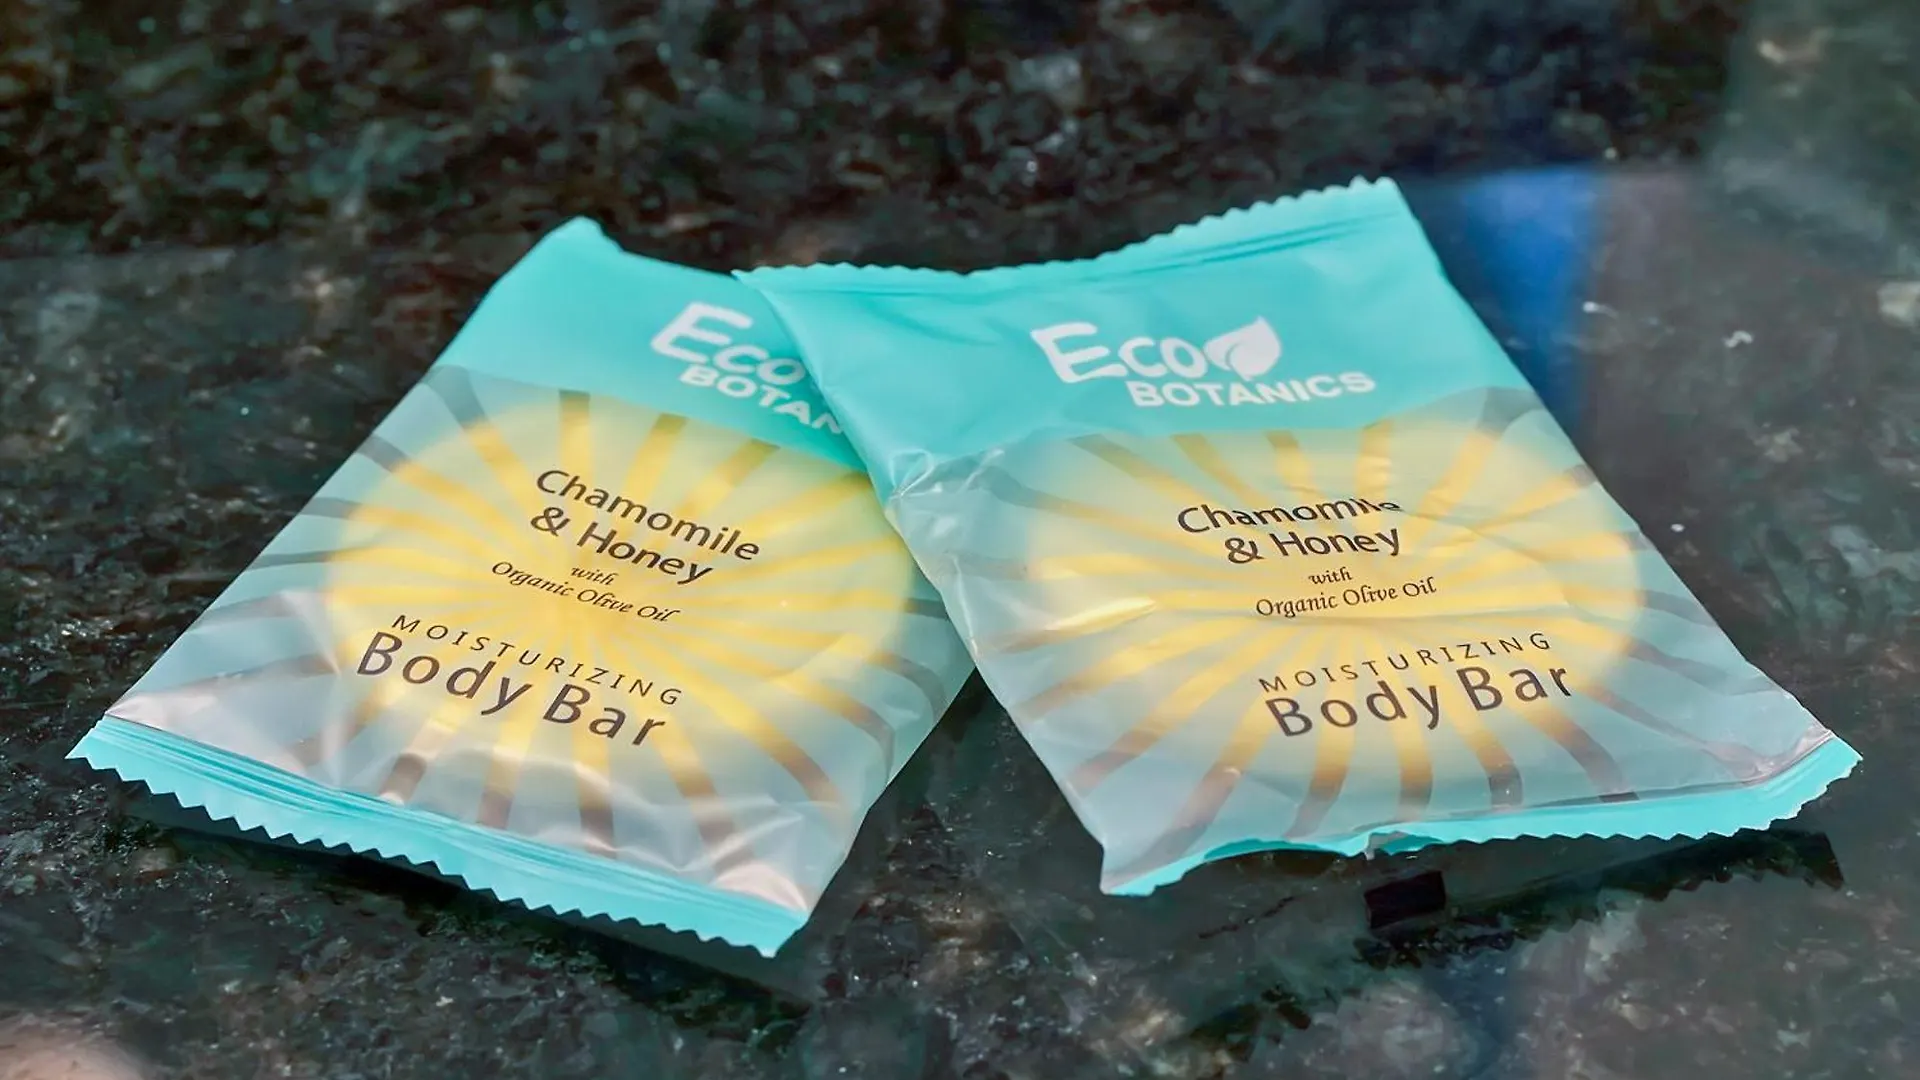 Eco
BOTAN
Chamomile
& Honey
with
Organic Olive Oil
MOISTURIZING
Body Bar
Eco
BOTANICS
Chamomile
& Honey
with
Organic Olive Oil
MOISTURIZING
Body Bar